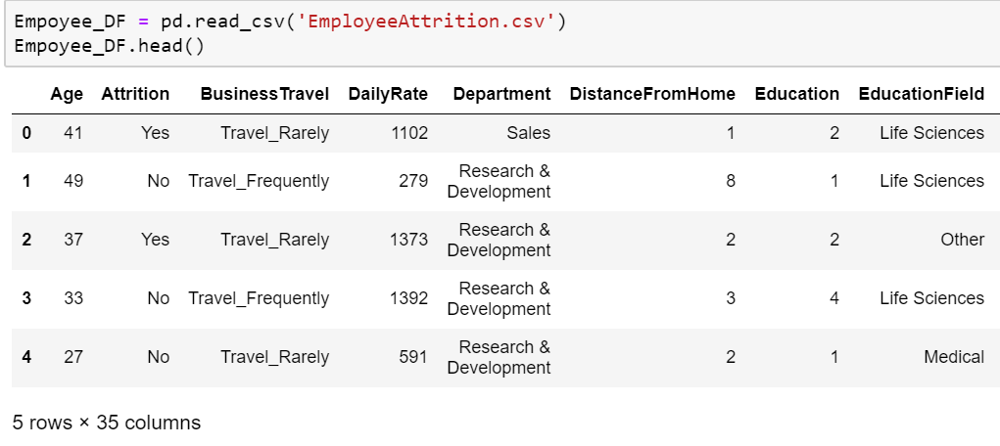 Empoyee_DF = pd.read_csv('EmployeeAttrition.csv')
Empoyee_DF.head()
Age Attrition BusinessTravel DailyRate Department DistanceFromHome Education EducationField
0 41 Yes Travel_Rarely 1102 Sales 1 2 Life Sciences
1 49 No Travel_Frequently 279 Research & Development 8 1 Life Sciences
2 37 Yes Travel_Rarely 1373 Research & Development 2 2 Other
3 33 No Travel_Frequently 1392 Research & Development 3 4 Life Sciences
4 27 No Travel_Rarely 591 Research & Development 2 1 Medical
5 rows × 35 columns